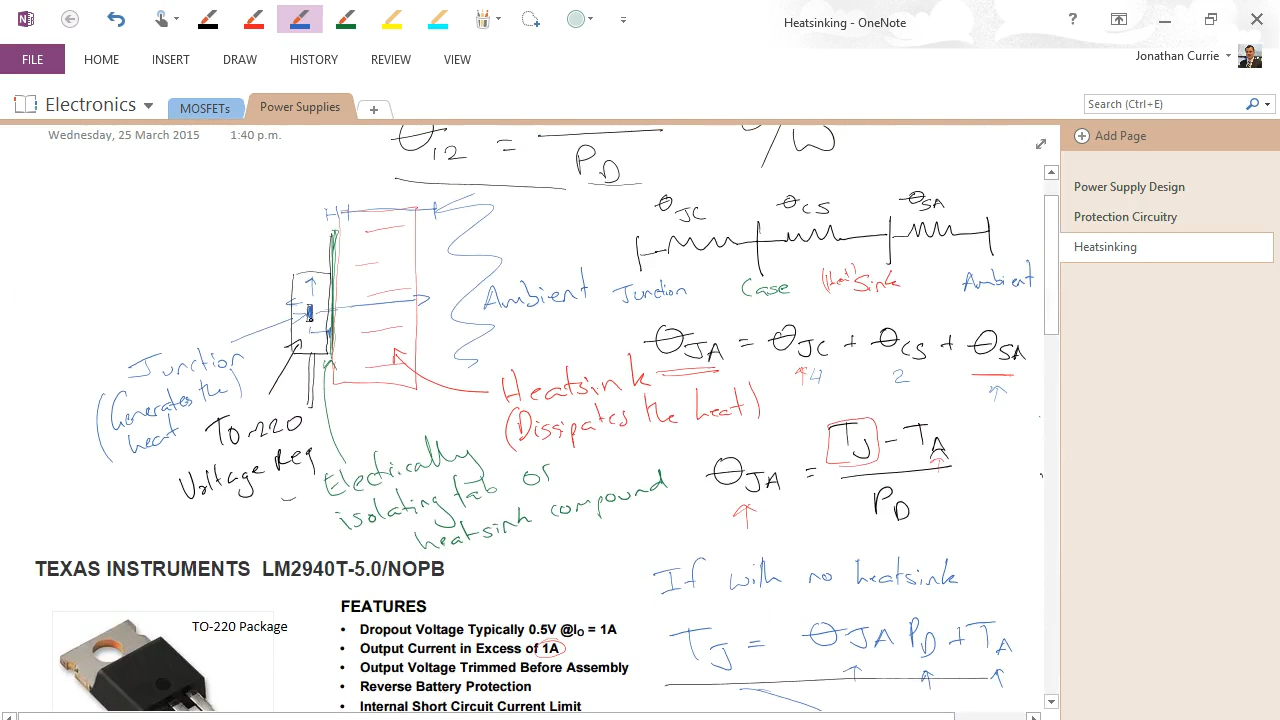 Heatsinking - OneNote
?
FILE
HOME
INSERT
DRAW
HISTORY
REVIEW
VIEW
Jonathan Currie
Electronics
MOSFETs
Power Supplies
+
Search (Ctrl+E)
Wednesday, 25 March 2015 1:40 p.m.
Add Page
Power Supply Design
Protection Circuitry
Heatsinking
θ12 = / PD
/W
θJC θCS θSA
Ambient
Junction Case (Heat) Sink Ambient
θJA = θJC + θCS + θSA
4 2
Junction
(Generates the
heat
TO-220
Voltage Reg
Heatsink
(Dissipates the heat)
Electrically
isolating fab or
heatsink compound
θJA = TJ - TA / PD
If with no heatsink
TJ = θJA PD + TA
TEXAS INSTRUMENTS LM2940T-5.0/NOPB
TO-220 Package
FEATURES
• Dropout Voltage Typically 0.5V @IO = 1A
• Output Current in Excess of 1A
• Output Voltage Trimmed Before Assembly
• Reverse Battery Protection
• Internal Short Circuit Current Limit